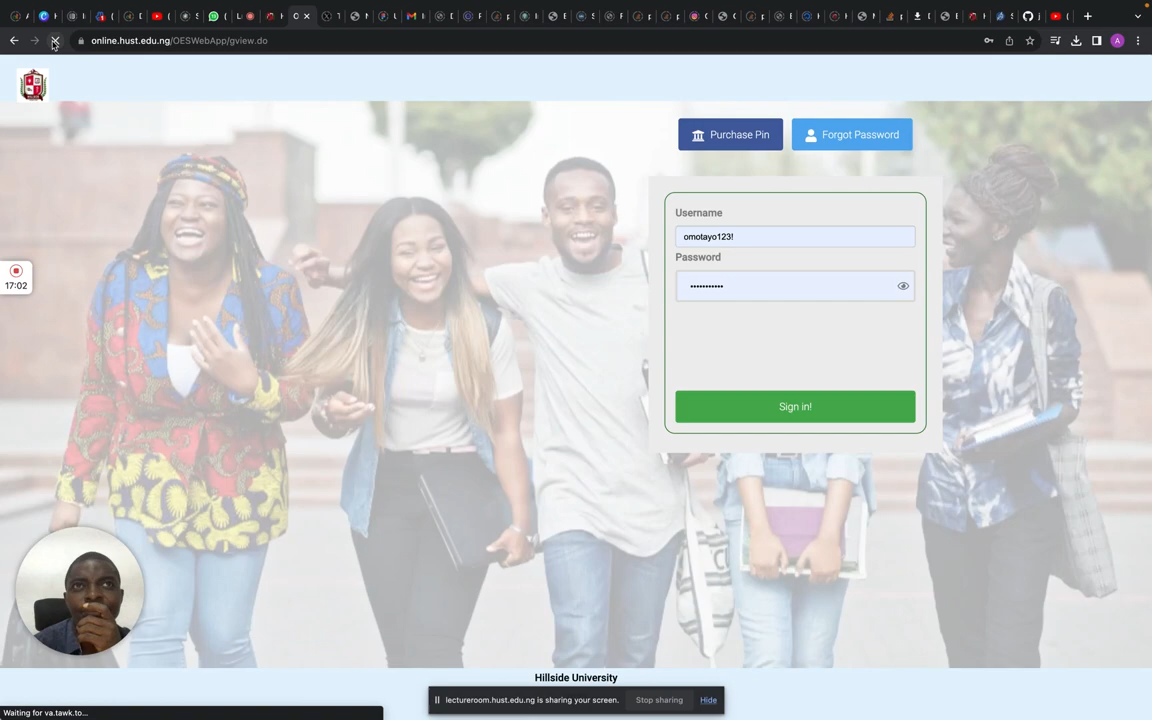 online.hust.edu.ng/OESWebApp/gview.do
A
Purchase Pin
Forgot Password
Username
omotayo123!
Password
•••••••••••
Sign in!
17:02
Hillside University
lectureroom.hust.edu.ng is sharing your screen.
Stop sharing
Hide
Waiting for va.tawk.to...